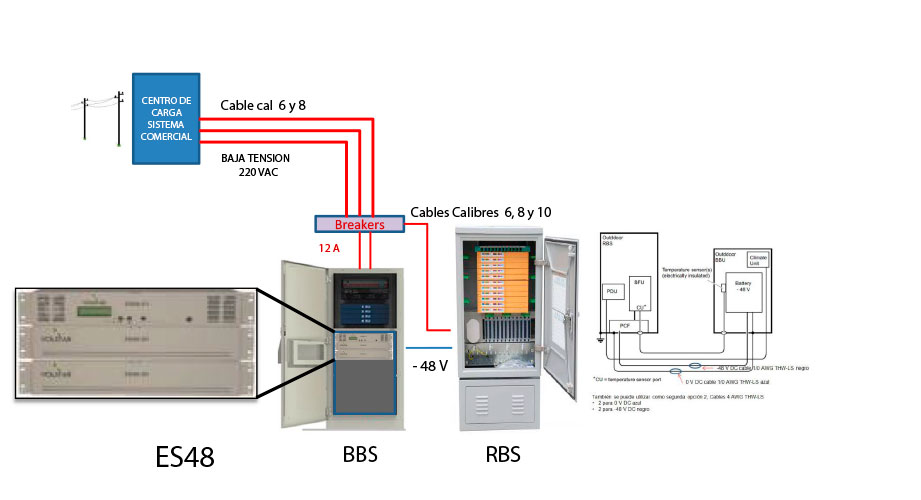 CENTRO DE
CARGA
SISTEMA
COMERCIAL
Cable cal 6 y 8
BAJA TENSION
220 VAC
Breakers
Cables Calibres 6, 8 y 10
12 A
- 48 V
ES48
BBS
RBS
Outddoor
RBS
PDU
BFU
CU*
PCF
Temperature sensor(s)
(electrically insulated)
Outddoor
BBU
Climate
Unit
Battery
- 48 V
-48 V DC cable 1/0 AWG THW-LS negro
0 V DC cable 1/0 AWG THW-LS azul
*CU = temperature sensor port
También se puede utilizar como segunda opción 2, Cables 4 AWG THW-LS
• 2 para 0 V DC azul
• 2 para -48 V DC negro